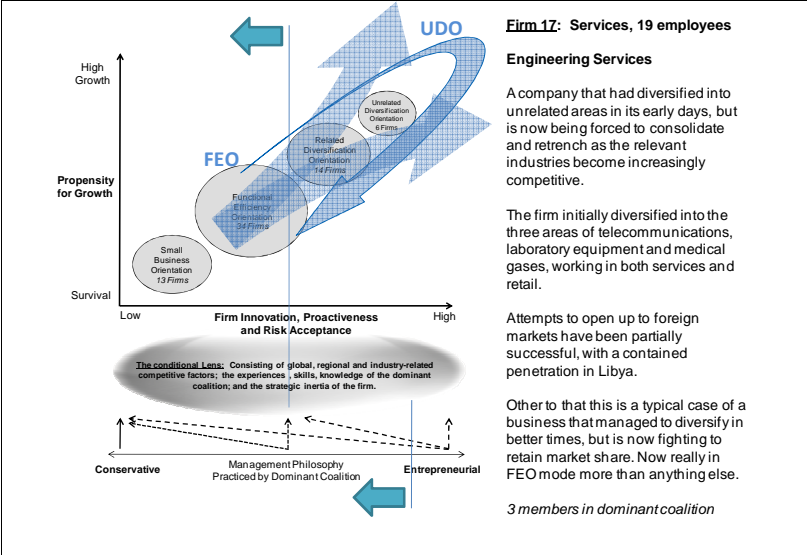 UDO
High
Growth
Unrelated
Diversification
Orientation
6 Firms
Related
Diversification
Orientation
14 Firms
FEO
Propensity
for Growth
Functional
Efficiency
Orientation
34 Firms
Small
Business
Orientation
13 Firms
Survival
Low
Firm Innovation, Proactiveness
and Risk Acceptance
High
The conditional Lens: Consisting of global, regional and industry-related
competitive factors; the experiences , skills, knowledge of the dominant
coalition; and the strategic inertia of the firm.
Conservative
Management Philosophy
Practiced by Dominant Coalition
Entrepreneurial
Firm 17: Services, 19 employees
Engineering Services
A company that had diversified into
unrelated areas in its early days, but
is now being forced to consolidate
and retrench as the relevant
industries become increasingly
competitive.
The firm initially diversified into the
three areas of telecommunications,
laboratory equipment and medical
gases, working in both services and
retail.
Attempts to open up to foreign
markets have been partially
successful, with a contained
penetration in Libya.
Other to that this is a typical case of a
business that managed to diversify in
better times, but is now fighting to
retain market share. Now really in
FEO mode more than anything else.
3 members in dominant coalition